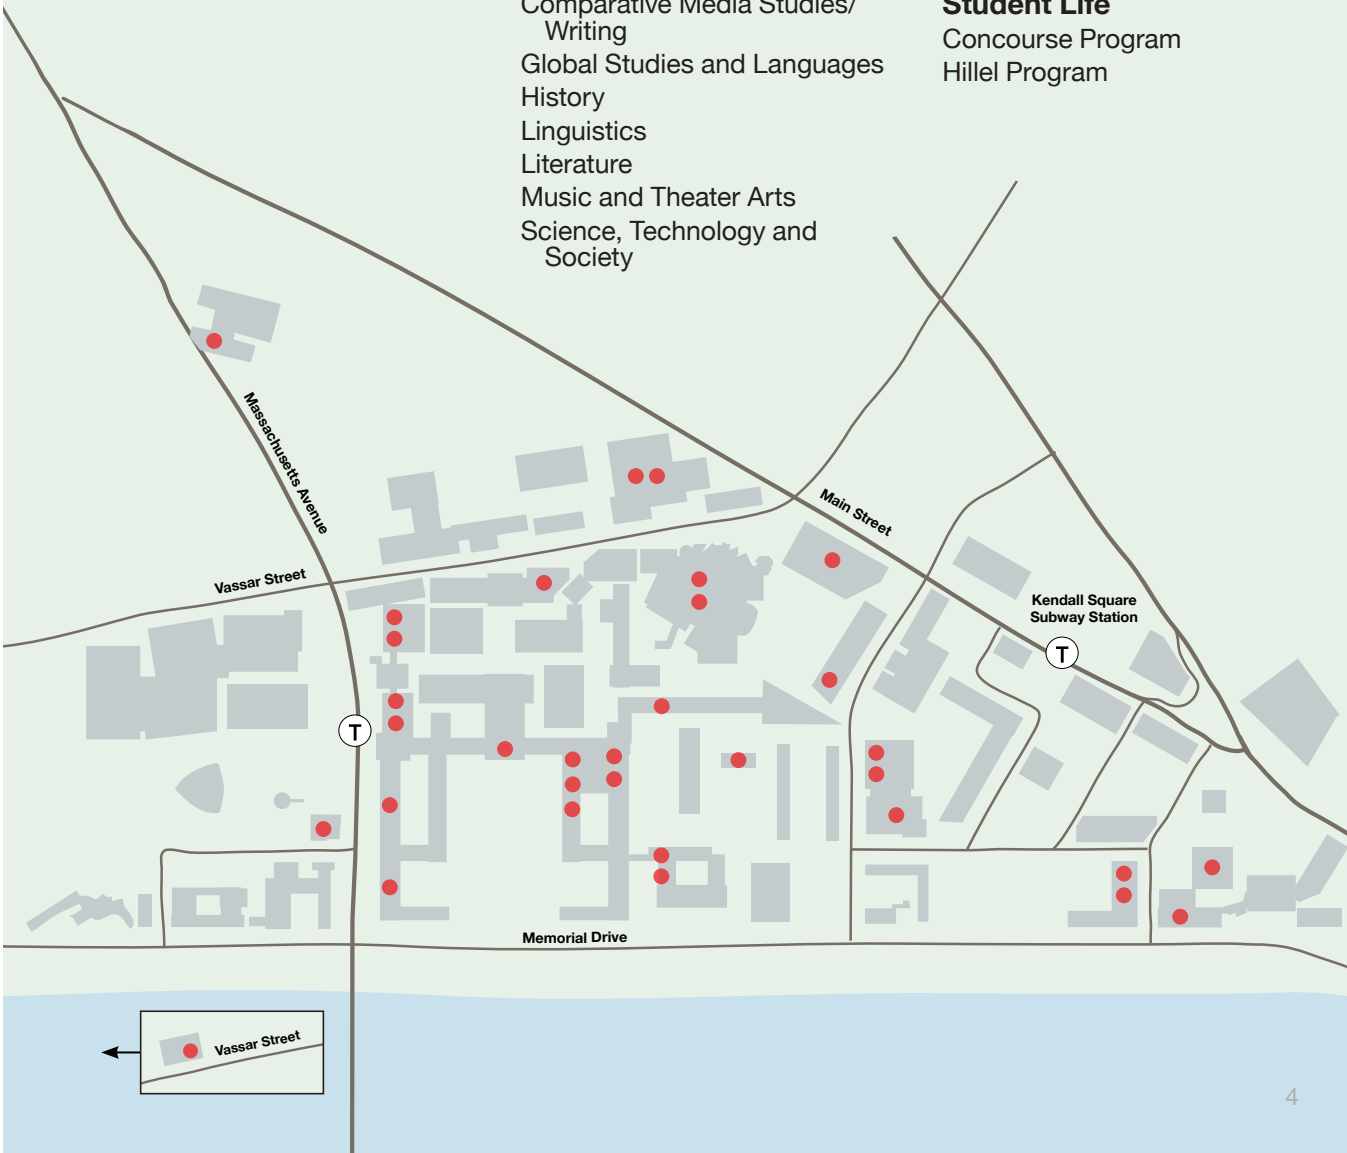 Comparative Media Studies/
Writing
Global Studies and Languages
History
Linguistics
Literature
Music and Theater Arts
Science, Technology and
Society
Student Life
Concourse Program
Hillel Program
Massachusetts Avenue
Main Street
Vassar Street
Kendall Square
Subway Station
T
T
Memorial Drive
Vassar Street
4